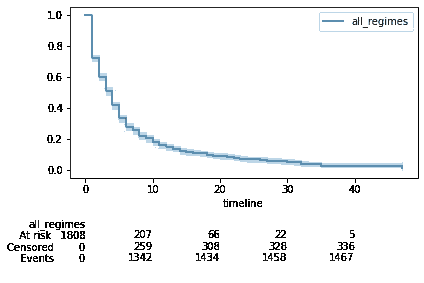 1.0
all_regimes
0.8
0.6
0.4
0.2
0.0
0 10 20 30 40
timeline
all_regimes
At risk 1808 207 66 22 5
Censored 0 259 308 328 336
Events 0 1342 1434 1458 1467